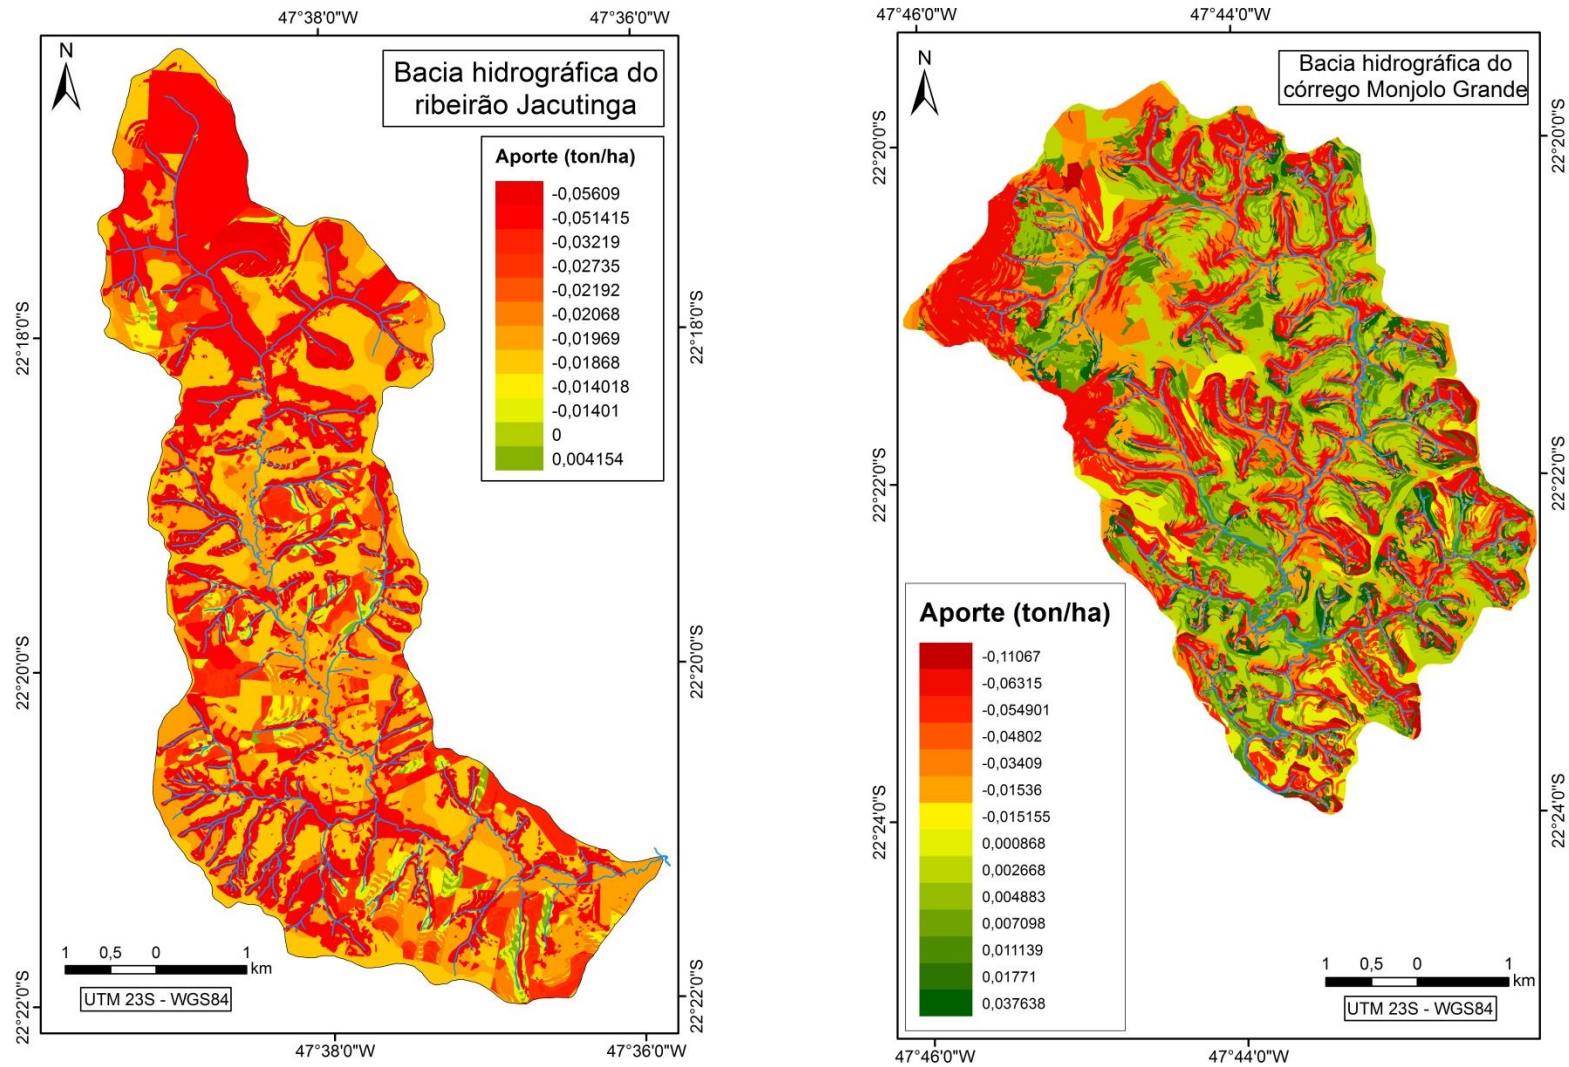 47°38'0"W
47°36'0"W
N
Bacia hidrográfica do
ribeirão Jacutinga
Aporte (ton/ha)
-0,05609
-0,051415
-0,03219
-0,02735
-0,02192
-0,02068
-0,01969
-0,01868
-0,014018
-0,01401
0
0,004154
22°18'0"S
22°18'0"S
22°20'0"S
22°20'0"S
22°22'0"S
22°22'0"S
1 0,5 0 1
km
UTM 23S - WGS84
47°38'0"W
47°36'0"W
47°46'0"W
47°44'0"W
N
Bacia hidrográfica do
córrego Monjolo Grande
22°20'0"S
22°20'0"S
22°22'0"S
22°22'0"S
22°24'0"S
22°24'0"S
Aporte (ton/ha)
-0,11067
-0,06315
-0,054901
-0,04802
-0,03409
-0,01536
-0,015155
0,000868
0,002668
0,004883
0,007098
0,011139
0,01771
0,037638
1 0,5 0 1
km
UTM 23S - WGS84
47°46'0"W
47°44'0"W